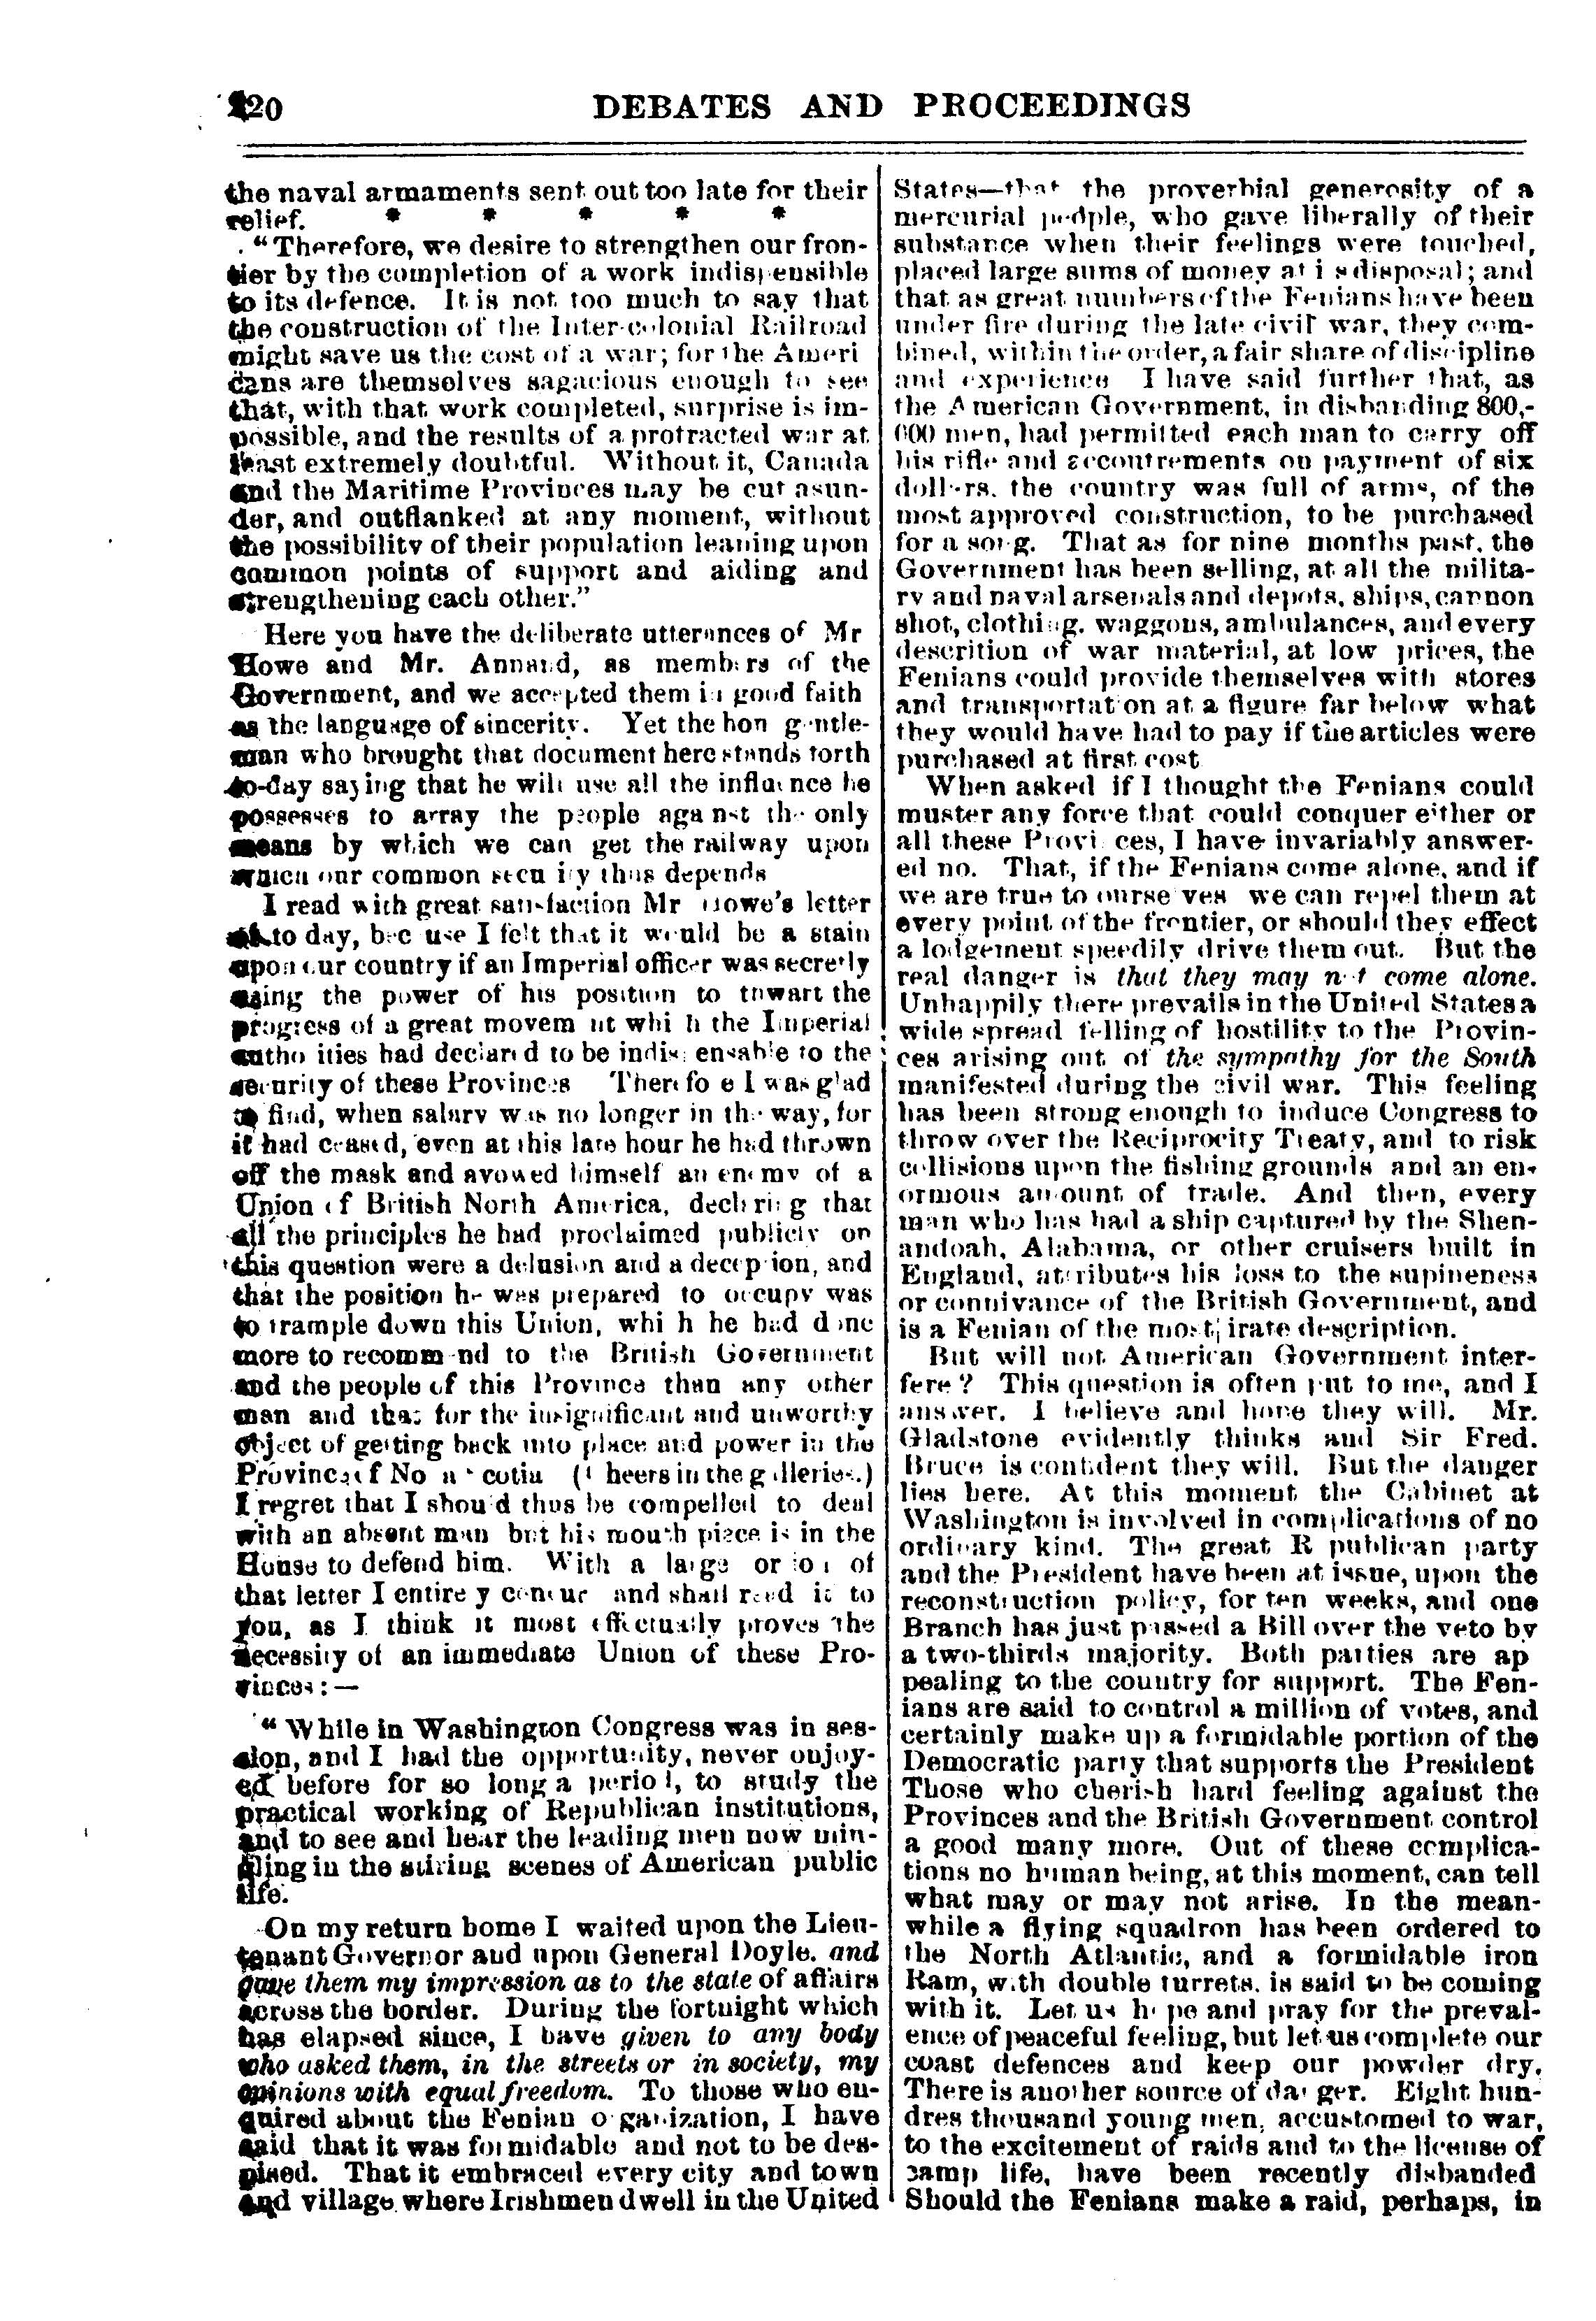 220 DEBATES AND PROCEEDINGS
the naval armaments sent out too late for their
relief. * * * * *
"Therefore, we desire to strengthen our fron-
tier by the completion of a work indispensible
to its defence. It is not too much to say that
the construction of the Inter-colonial Railroad
might save us the cost of a war; for the Ameri
cans are themselves sagacious enough to see
that, with that work completed, surprise is im-
possible, and the results of a protracted war at
least extremely doubtful. Without it, Canada
and the Maritime Provinces may be cut asun-
der, and outflanked at any moment, without
the possibility of their population leaning upon
common points of support and aiding and
strengthening each other."
Here you have the deliberate utterances of Mr
Howe and Mr. Annand, as members of the
Government, and we accepted them in good faith
as the language of sincerity. Yet the hon gentle-
man who brought that document here stands forth
to-day saying that he will use all the influence he
possesses to array the people against the only
means by which we can get the railway upon
which our common security thus depends
I read with great satisfaction Mr Howe's letter
to day, because I felt that it would be a stain
upon our country if an Imperial officer was secretly
using the power of his position to thwart the
progress of a great movement which the Imperial
authorities had declared to be indispensable to the
security of these Provinces Therefore I was glad
to find, when salary was no longer in the way, for
it had ceased, even at this late hour he had thrown
off the mask and avowed himself an enemy of a
Union of British North America, declaring that
all the principles he had proclaimed publicly on
this question were a delusion and a deception, and
that the position he was prepared to occupy was
to trample down this Union, which he had done
more to recommend to the British Government
and the people of this Province than any other
man and that for the insignificant and unworthy
object of getting back into place and power in the
Province of Nova Scotia (Cheers in the galleries.)
I regret that I should thus be compelled to deal
with an absent man but his mouth piece is in the
House to defend him. With a large portion of
that letter I entirely concur and shall read it to
you, as I think it most effectually proves the
necessity of an immediate Union of these Pro-
vinces:—
"While in Washington Congress was in ses-
sion, and I had the opportunity, never enjoy-
ed before for so long a period, to study the
practical working of Republican institutions,
and to see and hear the leading men now min-
gling in the stiring scenes of American public
life.
On my return home I waited upon the Lieu-
tenant Governor and upon General Doyle. and
gave them my impression as to the state of affairs
across the border. During the fortnight which
has elapsed since, I have given to any body
who asked them, in the streets or in society, my
opinions with equal freedom. To those who en-
quired about the Fenian organization, I have
said that it was formidable and not to be des-
pised. That it embraced every city and town
and village where Irishmen dwell in the United
States—that the proverbial generosity of a
mercurial people, who gave liberally of their
substance when their feelings were touched,
placed large sums of money at its disposal; and
that as great numbers of the Fenians have been
under fire during the late civil war, they com-
bined, within the order, a fair share of discipline
and experience I have said further that, as
the American Government, in disbanding 800,-
000 men, had permitted each man to carry off
his rifle and accoutrements on payment of six
dollars. the country was full of arms, of the
most approved construction, to be purchased
for a song. That as for nine months past, the
Government has been selling, at all the milita-
ry and naval arsenals and depots, ships, cannon
shot, clothing, waggons, ambulances, and every
descrition of war material, at low prices, the
Fenians could provide themselves with stores
and transportation at a figure far below what
they would have had to pay if the articles were
purchased at first cost
When asked if I thought the Fenians could
muster any force that could conquer either or
all these Provinces, I have invariably answer-
ed no. That, if the Fenians come alone, and if
we are true to ourselves we can repel them at
every point of the frontier, or should they effect
a lodgement speedily drive them out. But the
real danger is that they may not come alone.
Unhappily there prevails in the United States a
wide spread felling of hostility to the Provin-
ces arising out of the sympathy for the South
manifested during the civil war. This feeling
has been strong enough to induce Congress to
throw over the Reciprocity Treaty, and to risk
collisions upon the fishing grounds and an en-
ormous amount of trade. And then, every
man who has had a ship captured by the Shen-
andoah, Alabama, or other cruisers built in
England, attributes his loss to the supineness
or connivance of the British Government, and
is a Fenian of the most irate description.
But will not American Government inter-
fere? This question is often put to me, and I
answer. I believe and hope they will. Mr.
Gladstone evidently thinks and Sir Fred.
Bruce is confident they will. But the danger
lies here. At this moment the Cabinet at
Washington is involved in complications of no
ordinary kind. The great Republican party
and the President have been at issue, upon the
reconstruction policy, for ten weeks, and one
Branch has just passed a Bill over the veto by
a two-thirds majority. Both parties are ap
pealing to the country for support. The Fen-
ians are said to control a million of votes, and
certainly make up a formidable portion of the
Democratic party that supports the President
Those who cherish hard feeling against the
Provinces and the British Government control
a good many more. Out of these complica-
tions no human being, at this moment, can tell
what may or may not arise. In the mean-
while a flying squadron has been ordered to
the North Atlantic, and a formidable iron
Ram, with double turrets, is said to be coming
with it. Let us hope and pray for the preval-
ence of peaceful feeling, but let us complete our
coast defences and keep our powder dry.
There is another source of danger. Eight hun-
dres thousand young men, accustomed to war,
to the excitement of raids and to the license of
camp life, have been recently disbanded
Should the Fenians make a raid, perhaps, in